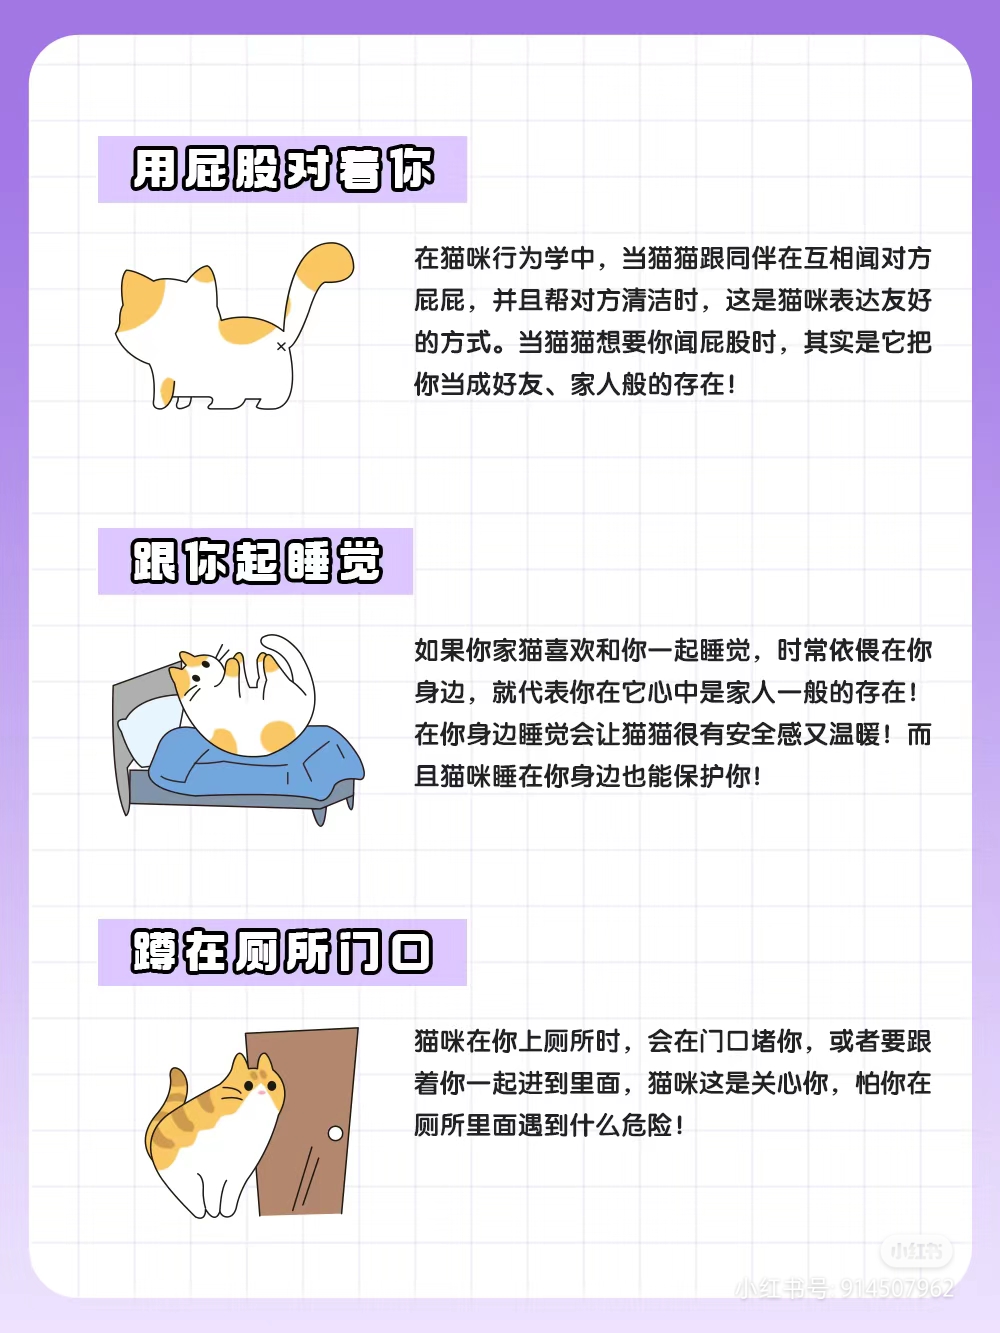 用屁股对着你
在猫咪行为学中，当猫猫跟同伴在互相闻对方
屁屁，并且帮对方清洁时，这是猫咪表达友好
的方式。当猫猫想要你闻屁股时，其实是它把
你当成好友、家人般的存在！
跟你起睡觉
如果你家猫喜欢和你一起睡觉，时常依偎在你
身边，就代表你在它心中是家人一般的存在！
在你身边睡觉会让猫猫很有安全感又温暖！而
且猫咪睡在你身边也能保护你！
蹲在厕所门口
猫咪在你上厕所时，会在门口堵你，或者要跟
着你一起进到里面，猫咪这是关心你，怕你在
厕所里面遇到什么危险！
小红书
小红书号: 914507962